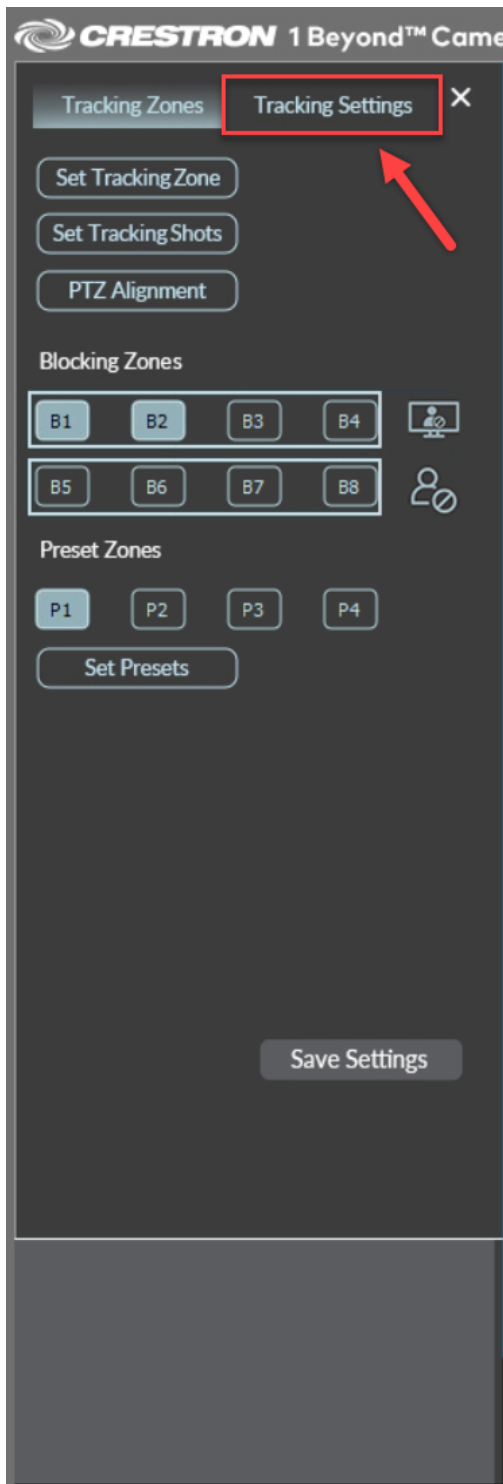 CRESTRON 1 Beyond™ Came
Tracking Zones Tracking Settings ×
Set Tracking Zone
Set Tracking Shots
PTZ Alignment
Blocking Zones
B1 B2 B3 B4
B5 B6 B7 B8
Preset Zones
P1 P2 P3 P4
Set Presets
Save Settings